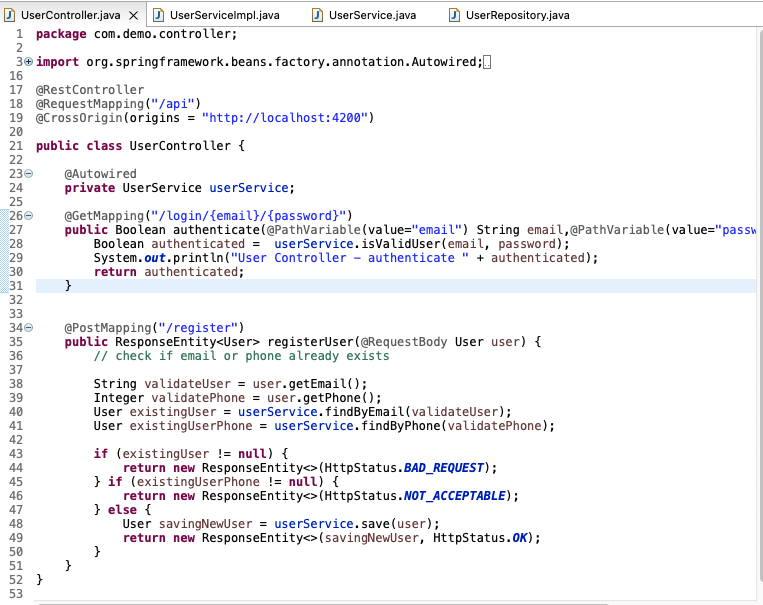 UserController.java UserServiceImpl.java UserService.java UserRepository.java
1 package com.demo.controller;
2
3 import org.springframework.beans.factory.annotation.Autowired;
16
17 @RestController
18 @RequestMapping("/api")
19 @CrossOrigin(origins = "http://localhost:4200")
20
21 public class UserController {
22
23 @Autowired
24 private UserService userService;
25
26 @GetMapping("/login/{email}/{password}")
27 public Boolean authenticate(@PathVariable(value="email") String email,@PathVariable(value="passw
28 Boolean authenticated =  userService.isValidUser(email, password);
29 System.out.println("User Controller - authenticate " + authenticated);
30 return authenticated;
31 }
32
33
34 @PostMapping("/register")
35 public ResponseEntity<User> registerUser(@RequestBody User user) {
36 // check if email or phone already exists
37
38 String validateUser = user.getEmail();
39 Integer validatePhone = user.getPhone();
40 User existingUser = userService.findByEmail(validateUser);
41 User existingUserPhone = userService.findByPhone(validatePhone);
42
43 if (existingUser != null) {
44 return new ResponseEntity<>(HttpStatus.BAD_REQUEST);
45 } if (existingUserPhone != null) {
46 return new ResponseEntity<>(HttpStatus.NOT_ACCEPTABLE);
47 } else {
48 User savingNewUser = userService.save(user);
49 return new ResponseEntity<>(savingNewUser, HttpStatus.OK);
50 }
51 }
52 }
53